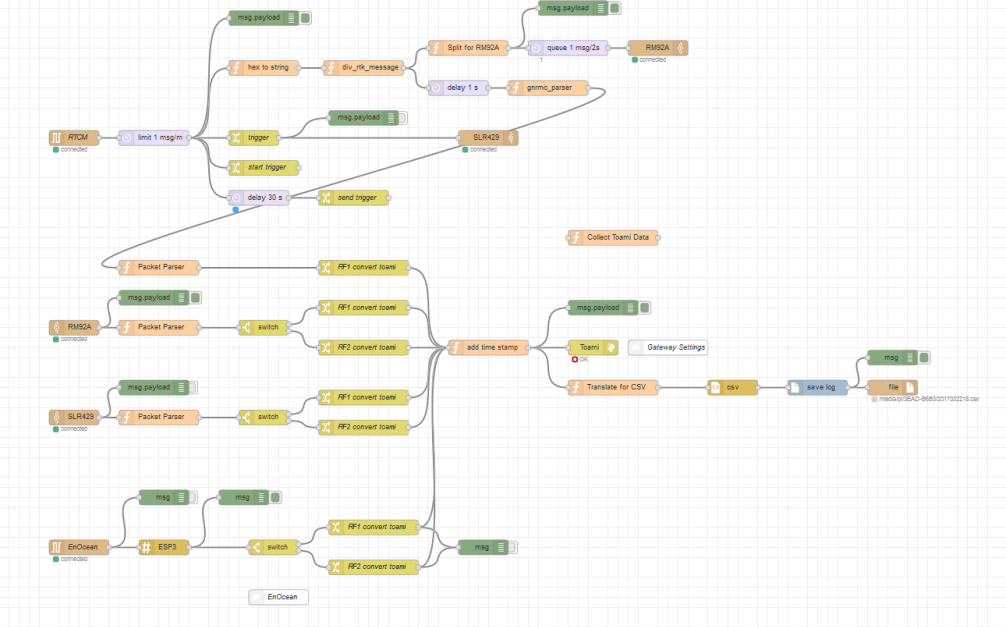 msg.payload
msg.payload
Split for RM92A
queue 1 msg/2s
RM92A
1
connected
hex to string
div_rtk_message
delay 1 s
gnrmc_parser
msg.payload
RTCM
limit 1 msg/m
trigger
SLR429
connected
connected
start trigger
delay 30 s
send trigger
Collect Toami Data
Packet Parser
RF1 convert toami
msg.payload
RF1 convert toami
msg.payload
RM92A
Packet Parser
switch
connected
RF2 convert toami
add time stamp
Toami
Gateway Settings
OK
msg
msg.payload
RF1 convert toami
Translate for CSV
csv
save log
file
SLR429
Packet Parser
switch
connected
RF2 convert toami
msg
msg
RF1 convert toami
EnOcean
ESP3
switch
msg
connected
RF2 convert toami
EnOcean